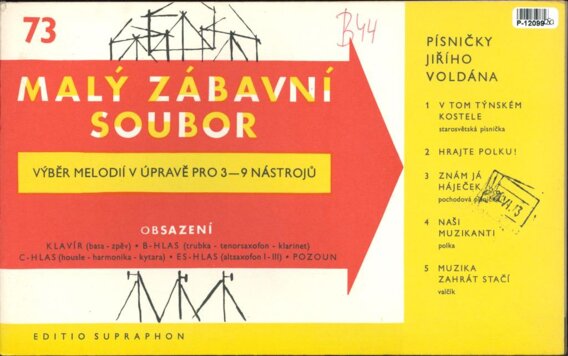 73
B44
P-12099
MALÝ ZÁBAVNÍ
SOUBOR
VÝBĚR MELODIÍ V ÚPRAVĚ PRO 3—9 NÁSTROJŮ
OBSAZENÍ
KLAVÍR (basa - zpěv) • B-HLAS (trubka - tenorsaxofon - klarinet)
C-HLAS (housle - harmonika - kytara) • ES-HLAS (altsaxofon I - III) • POZOUN
EDITIO SUPRAPHON
PÍSNIČKY
JIŘÍHO
VOLDÁNA
1 V TOM TÝNSKÉM
KOSTELE
starosvětská písnička
2 HRAJTE POLKU!
3 ZNÁM JÁ
HÁJEČEK
pochodová písnička
4 NAŠI
MUZIKANTI
polka
5 MUZIKA
ZAHRÁT STAČÍ
valčík